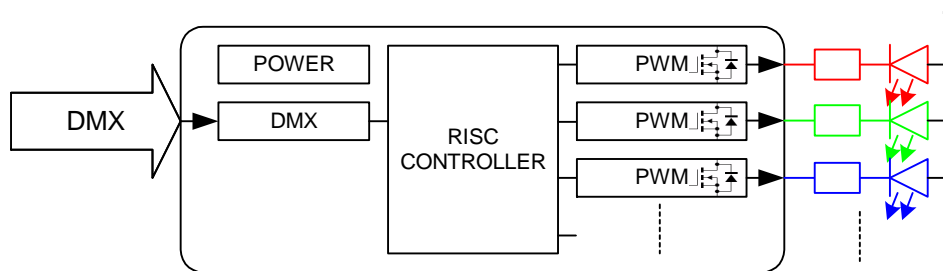 POWER
PWM
DMX
DMX
RISC
CONTROLLER
PWM
PWM